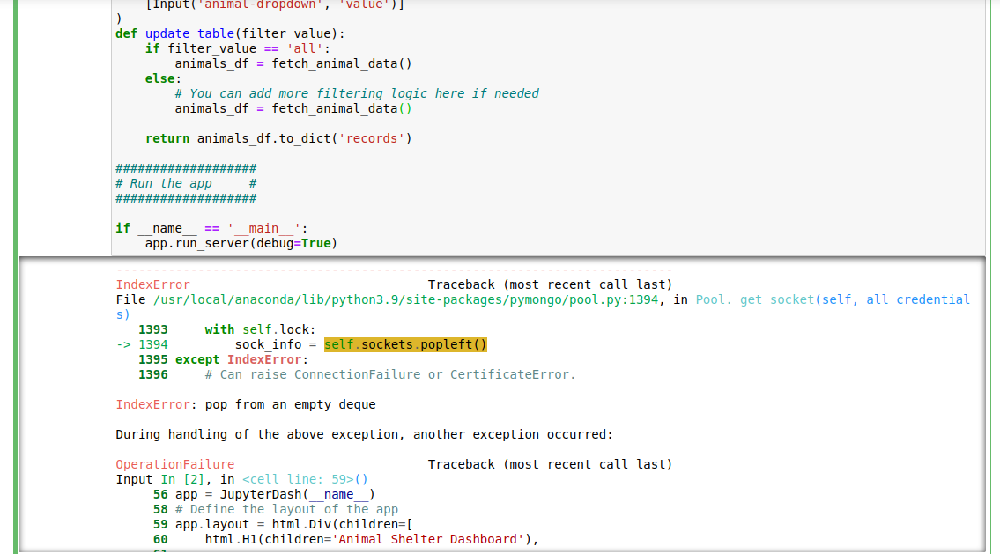 [Input('animal-dropdown', 'value')]
)
def update_table(filter_value):
    if filter_value == 'all':
        animals_df = fetch_animal_data()
    else:
        # You can add more filtering logic here if needed
        animals_df = fetch_animal_data()
    return animals_df.to_dict('records')
###################
# Run the app     #
###################
if __name__ == '__main__':
    app.run_server(debug=True)
---------------------------------------------------------------------------
IndexError                                Traceback (most recent call last)
File /usr/local/anaconda/lib/python3.9/site-packages/pymongo/pool.py:1394, in Pool._get_socket(self, all_credential
s)
   1393     with self.lock:
-> 1394         sock_info = self.sockets.popleft()
   1395 except IndexError:
   1396     # Can raise ConnectionFailure or CertificateError.
IndexError: pop from an empty deque
During handling of the above exception, another exception occurred:
OperationFailure                          Traceback (most recent call last)
Input In [2], in <cell line: 59>()
     56 app = JupyterDash(__name__)
     58 # Define the layout of the app
     59 app.layout = html.Div(children=[
     60     html.H1(children='Animal Shelter Dashboard'),